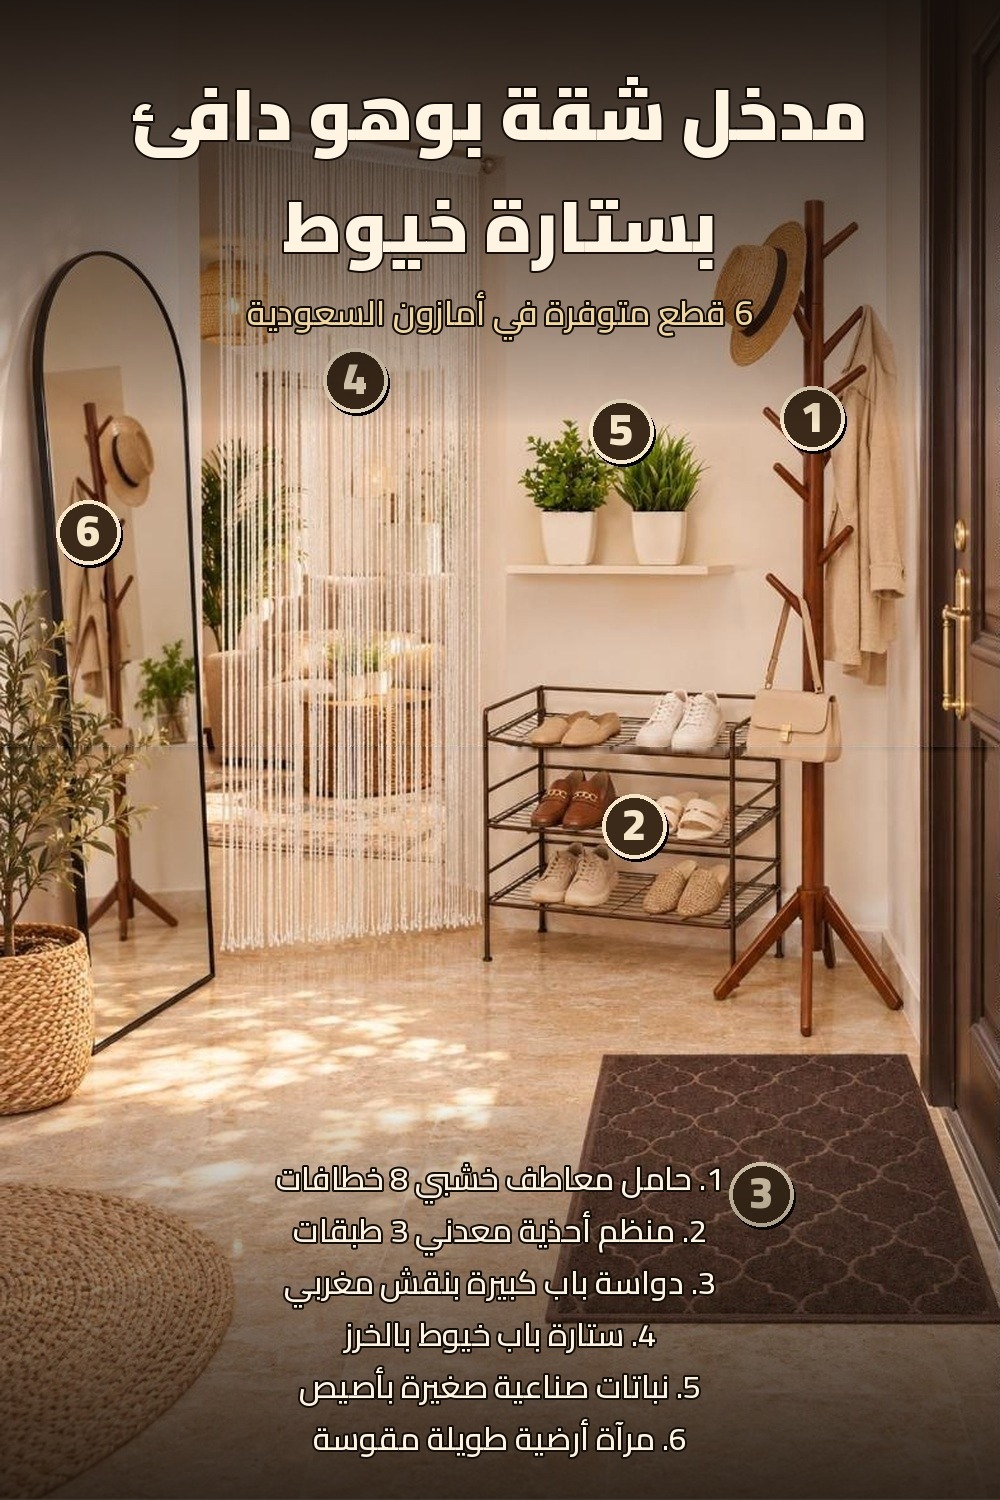 مدخل شقة بوهو دافئ
بستارة خيوط
6 قطع متوفرة في أمازون السعودية
4
5
1
6
2
3
1. حامل معاطف خشبي 8 خطافات
2. منظم أحذية معدني 3 طبقات
3. دواسة باب كبيرة بنقش مغربي
4. ستارة باب خيوط بالخرز
5. نباتات صناعية صغيرة بأصيص
6. مرآة أرضية طويلة مقوسة